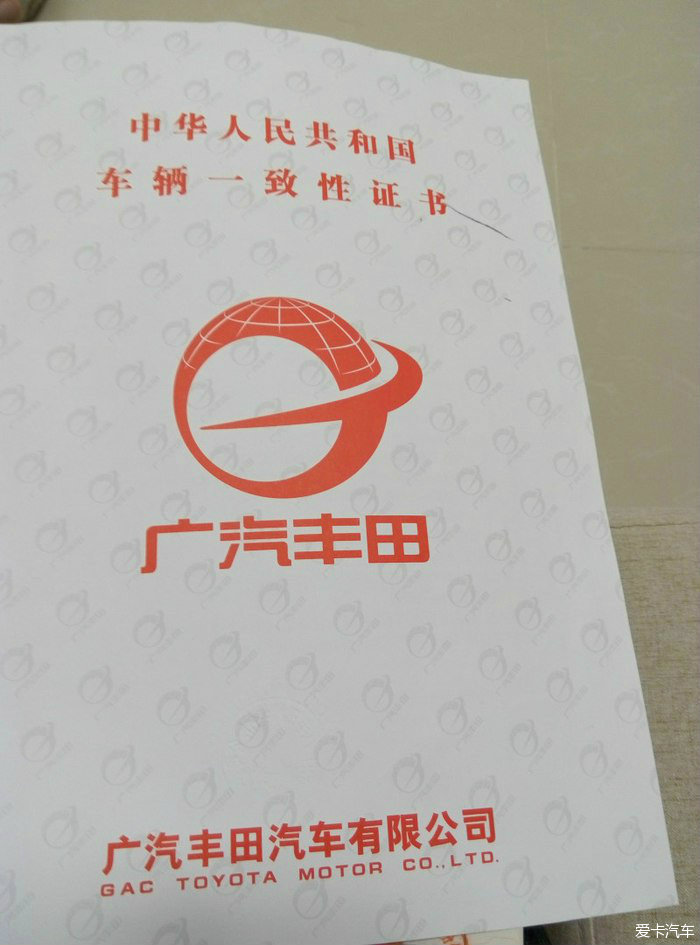 中华人民共和国
车辆一致性证书
广汽丰田
广汽丰田汽车有限公司
GAC TOYOTA MOTOR CO.,LTD.
爱卡汽车